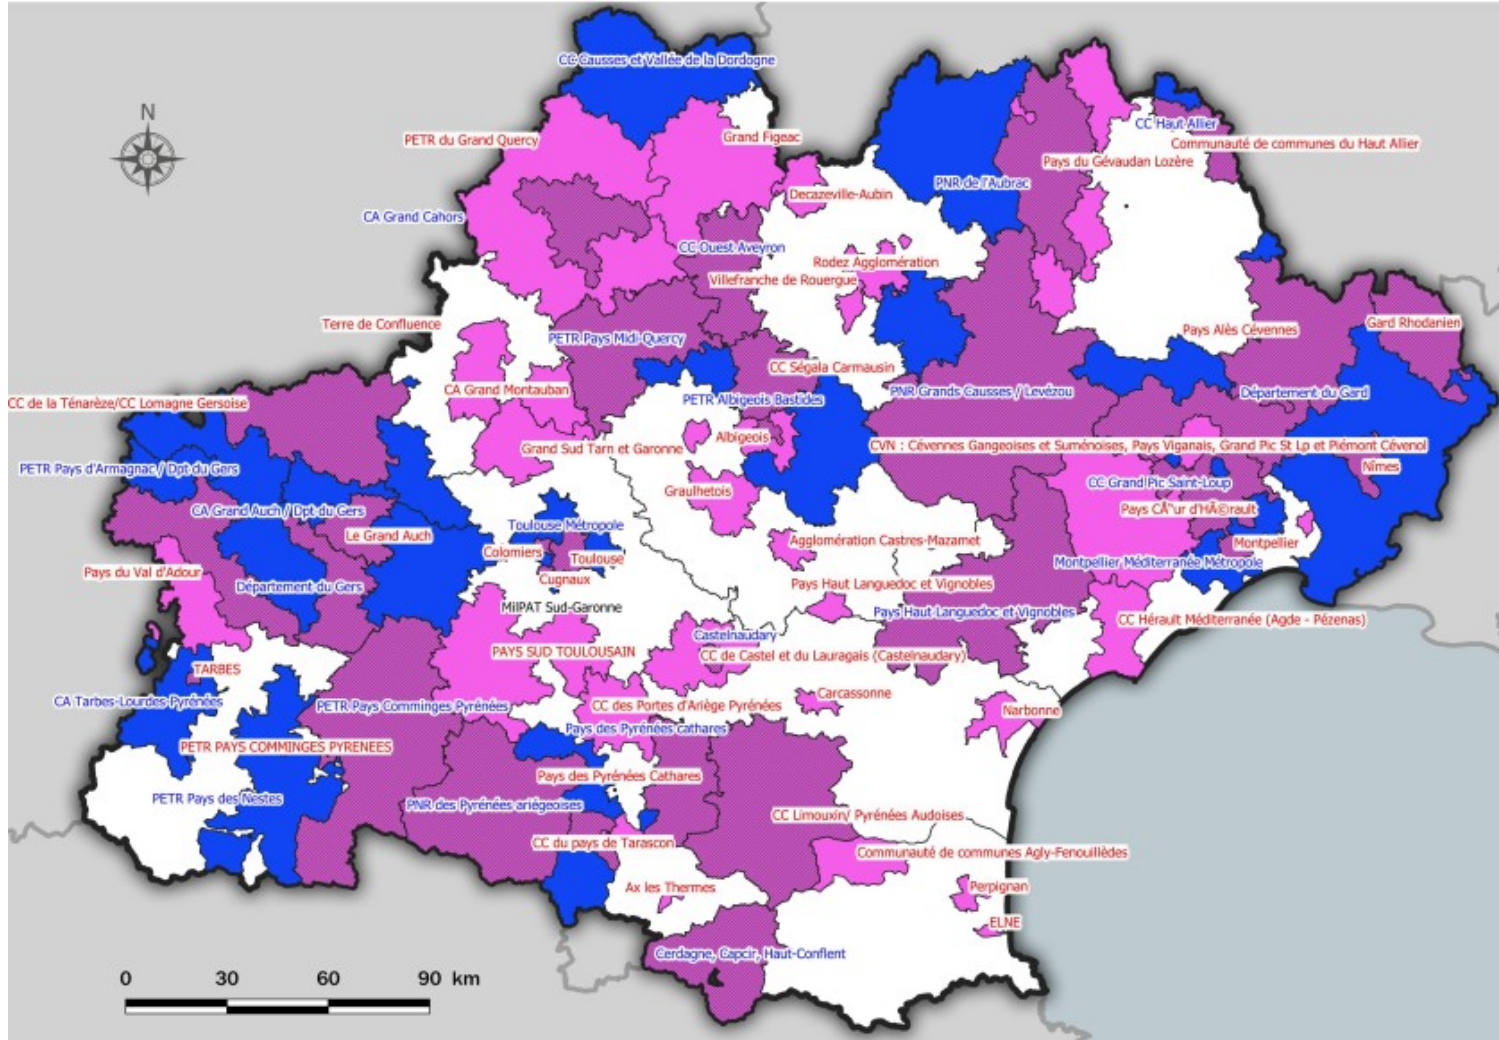 CC Causses et Vallée de la Dordogne
N
PETR du Grand Quercy
Grand Figeac
CC Haut Allier
Communauté de communes du Haut Allier
Pays du Gévaudan Lozère
PNR de l'Aubrac
Decazeville-Aubin
CA Grand Cahors
CC Ouest Aveyron
Rodez Agglomération
Villefranche de Rouergue
Terre de Confluence
PETR Pays Midi-Quercy
Pays Alès Cévennes
Gard Rhodanien
CC Ségala Carmausin
CA Grand Montauban
PNR Grands Causses / Levézou
Département du Gard
CC de la Ténarèze/CC Lomagne Gersoise
PETR Albigeois Bastides
Albigeois
Grand Sud Tarn et Garonne
CVN : Cévennes Gangeoises et Suménoises, Pays Viganais, Grand Pic St Lp et Piémont Cévenol
PETR Pays d'Armagnac / Dpt du Gers
Nîmes
CC Grand Pic Saint-Loup
Graulhetois
CA Grand Auch / Dpt du Gers
Pays CÅ"ur d'HÃ©rault
Toulouse Métropole
Le Grand Auch
Agglomération Castres-Mazamet
Montpellier
Colomiers
Toulouse
Montpellier Méditerranée Métropole
Pays du Val d'Adour
Cugnaux
Département du Gers
Pays Haut Languedoc et Vignobles
MilPAT Sud-Garonne
Pays Haut Languedoc et Vignobles
CC Hérault Méditerranée (Agde - Pézenas)
Castelnaudary
PAYS SUD TOULOUSAIN
CC de Castel et du Lauragais (Castelnaudary)
TARBES
CA Tarbes-Lourdes-Pyrénées
PETR Pays Comminges Pyrénées
CC des Portes d'Ariège Pyrénées
Carcassonne
Narbonne
Pays des Pyrénées cathares
PETR PAYS COMMINGES PYRENEES
Pays des Pyrénées Cathares
PETR Pays des Nestes
PNR des Pyrénées ariégeoises
CC Limouxin/ Pyrénées Audoises
CC du pays de Tarascon
Communauté de communes Agly-Fenouillèdes
Ax les Thermes
Perpignan
ELNE
Cerdagne, Capcir, Haut-Conflent
0 30 60 90 km